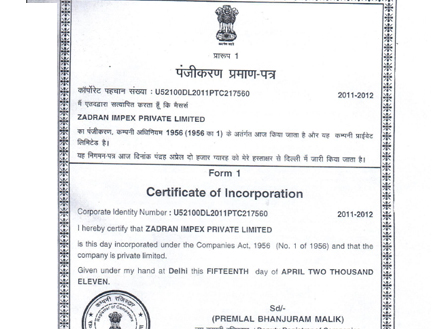 प्रारूप 1
पंजीकरण प्रमाण-पत्र
कॉर्पोरेट पहचान संख्या : U52100DL2011PTC217560
2011-2012
मैं एतदद्वारा सत्यापित करता हूँ कि मैसर्स
ZADRAN IMPEX PRIVATE LIMITED
का पंजीकरण, कम्पनी अधिनियम 1956 (1956 का 1) के अंतर्गत आज किया जाता है और यह कम्पनी प्राईवेट
लिमिटेड है।
यह निगमन-पत्र आज दिनांक पंद्रह अप्रैल दो हजार ग्यारह को मेरे हस्ताक्षर से दिल्ली में जारी किया जाता है।
Form 1
Certificate of Incorporation
Corporate Identity Number : U52100DL2011PTC217560
2011-2012
I hereby certify that ZADRAN IMPEX PRIVATE LIMITED
is this day incorporated under the Companies Act, 1956 (No. 1 of 1956) and that the
company is private limited.
Given under my hand at Delhi this FIFTEENTH day of APRIL TWO THOUSAND
ELEVEN.
Sd/-
(PREMLAL BHANJURAM MALIK)